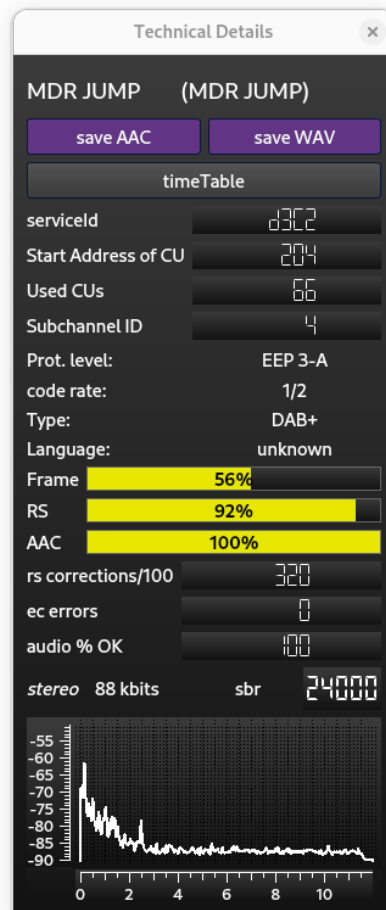 Technical Details ×
MDR JUMP (MDR JUMP)
save AAC save WAV
timeTable
serviceId d3C2
Start Address of CU 204
Used CUs 66
Subchannel ID 4
Prot. level: EEP 3-A
code rate: 1/2
Type: DAB+
Language: unknown
Frame 56%
RS 92%
AAC 100%
rs corrections/100 320
ec errors 0
audio % OK 100
stereo 88 kbits sbr 24000
-55
-60
-65
-70
-75
-80
-85
-90
0 2 4 6 8 10